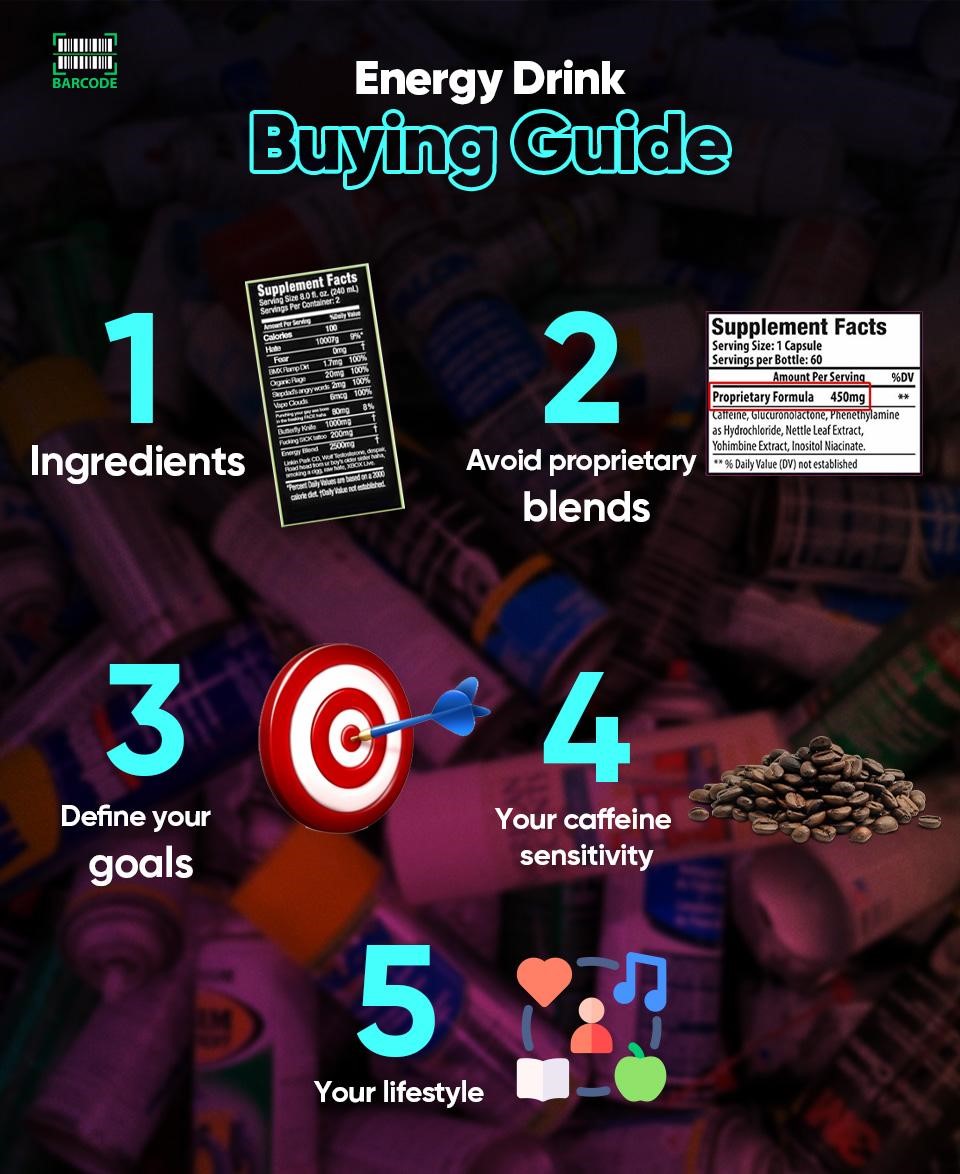 BARCODE
Energy Drink
Buying Guide
1
Ingredients
Supplement Facts
Serving Size 8.0 fl. oz. (240 mL)
Servings Per Container: 2
Amount Per Serving %Daily Value
Calories 100
Hate 10007g 9%*
Fear 0mg †
BMX Ramp Dirt 1.7mg 100%
Organic Rage 20mg 100%
Stepdad's angry words 2mg 100%
Vape Clouds 6mcg 100%
Punching your gay ass boss
in the freaking FACE haha 80mg 8%
Butterfly Knife 1000mg †
Fucking SICK tattoo 200mg †
Energy Blend 2500mg †
Linkin Park CD, Wolf Testosterone, despair,
Road head from ur boy's older sister haha,
smoking a cigg, raw hate, XBOX Live.
*Percent Daily Values are based on a 2000
calorie diet. †Daily Value not established.
2
Avoid proprietary
blends
Supplement Facts
Serving Size: 1 Capsule
Servings per Bottle: 60
Amount Per Serving %DV
Proprietary Formula 450mg **
Caffeine, Glucuronolactone, Phenethylamine
as Hydrochloride, Nettle Leaf Extract,
Yohimbine Extract, Inositol Niacinate.
** % Daily Value (DV) not established
3
Define your
goals
4
Your caffeine
sensitivity
5
Your lifestyle